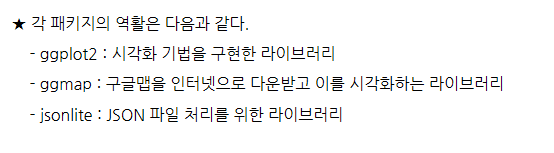 ★ 각 패키지의 역활은 다음과 같다.
- ggplot2 : 시각화 기법을 구현한 라이브러리
- ggmap : 구글맵을 인터넷으로 다운받고 이를 시각화하는 라이브러리
- jsonlite : JSON 파일 처리를 위한 라이브러리